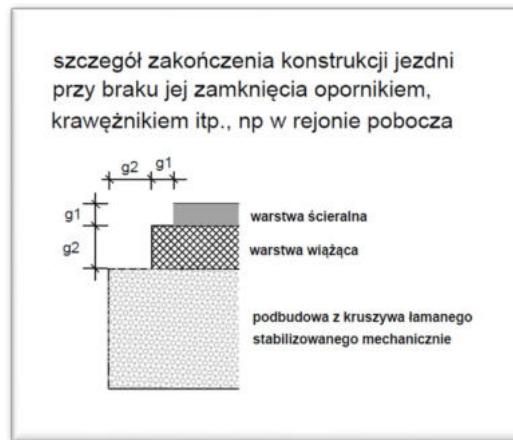 szczegół zakończenia konstrukcji jezdni
przy braku jej zamknięcia opornikiem,
krawężnikiem itp., np w rejonie pobocza
g2 g1
g1
warstwa ścieralna
g2
warstwa wiążąca
podbudowa z kruszywa łamanego
stabilizowanego mechanicznie